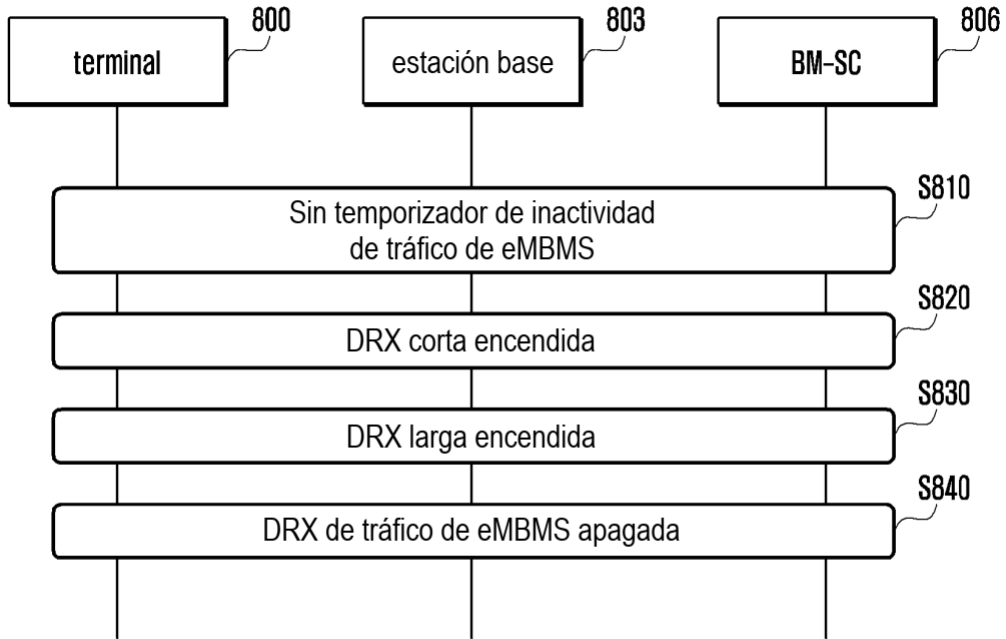 800
803
806
terminal
estación base
BM-SC
S810
Sin temporizador de inactividad
de tráfico de eMBMS
S820
DRX corta encendida
S830
DRX larga encendida
S840
DRX de tráfico de eMBMS apagada